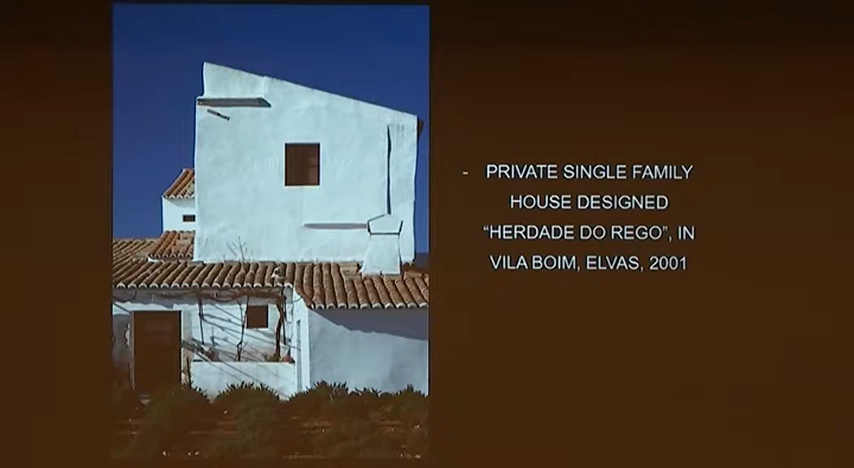 - PRIVATE SINGLE FAMILY
HOUSE DESIGNED
“HERDADE DO REGO”, IN
VILA BOIM, ELVAS, 2001